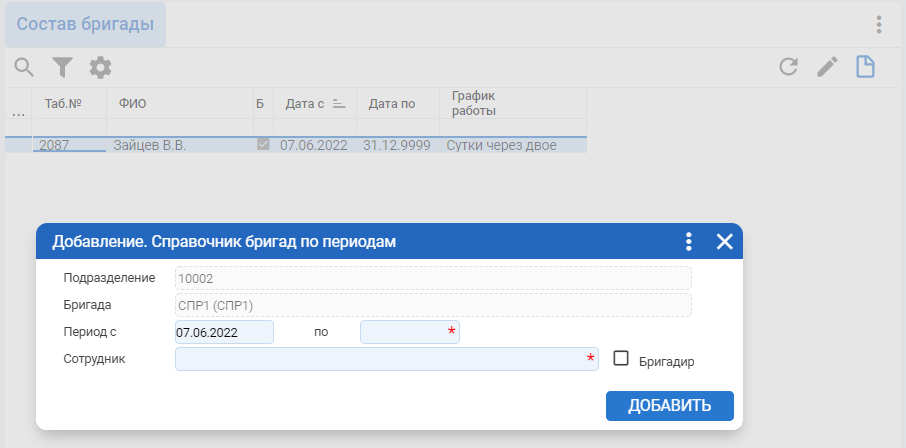 Состав бригады
...
Таб.№ ФИО Б Дата с Дата по График
работы
2087 Зайцев В.В. 07.06.2022 31.12.9999 Сутки через двое
Добавление. Справочник бригад по периодам
Подразделение 10002
Бригада СПР1 (СПР1)
Период с 07.06.2022 по *
Сотрудник * Бригадир
ДОБАВИТЬ